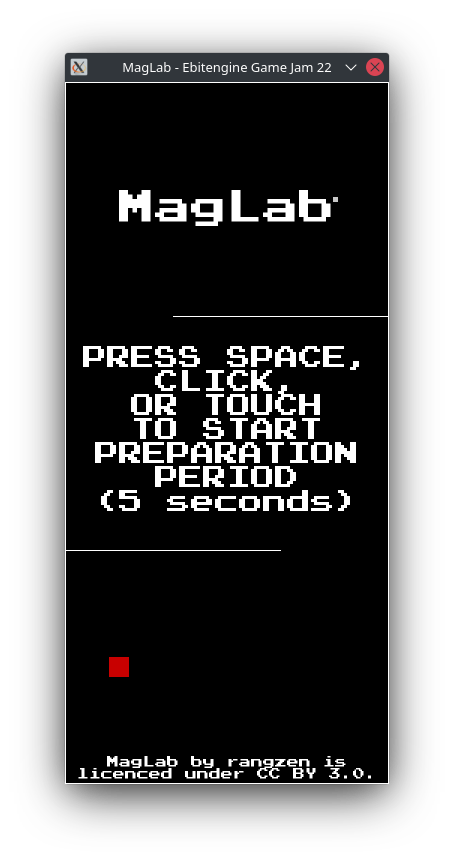 MagLab - Ebitengine Game Jam 22
MagLab
PRESS SPACE,
CLICK,
OR TOUCH
TO START
PREPARATION
PERIOD
(5 seconds)
MagLab by rangzen is
licenced under CC BY 3.0.